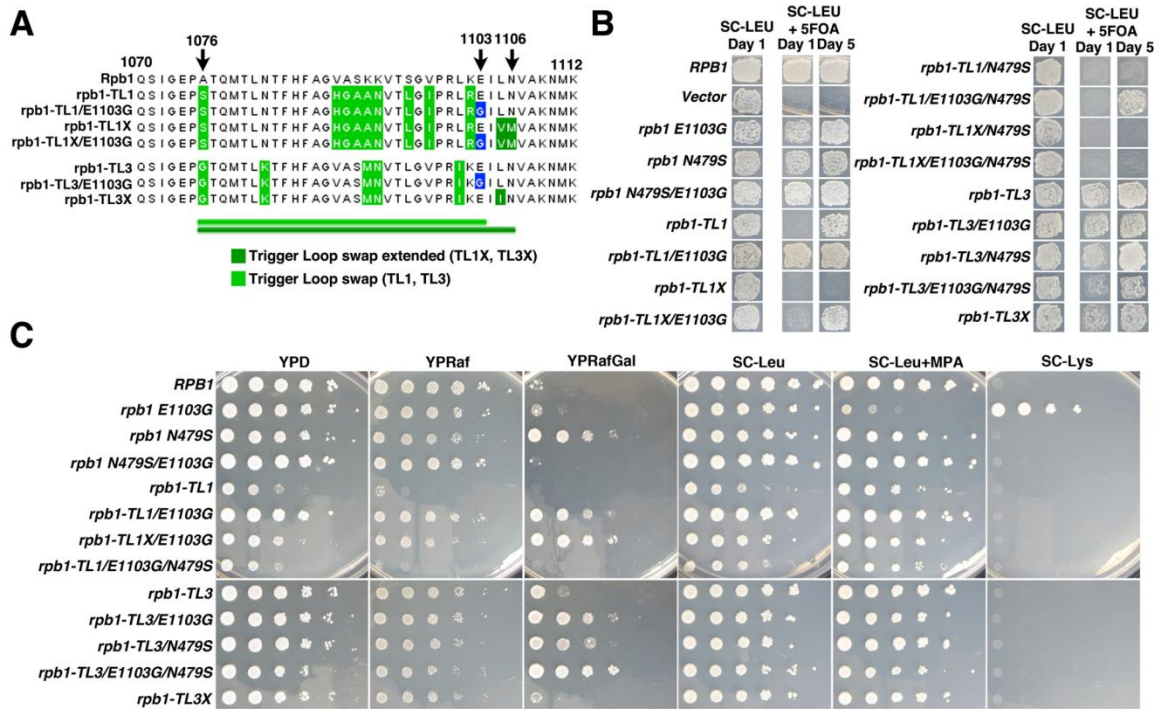 A
1070
1076
1103
1106
1112
Rpb1 QSIGEPATQMTLNTFHFAGVASKKVTSGVPRLKEILNVAKNMK
rpb1-TL1 QSIGEPSTQMTLNTFHFAGHGAANVTLGIPRLREILNVAKNMK
rpb1-TL1/E1103G QSIGEPSTQMTLNTFHFAGHGAANVTLGIPRLRGILNVAKNMK
rpb1-TL1X QSIGEPSTQMTLNTFHFAGHGAANVTLGIPRLREIVMVAKNMK
rpb1-TL1X/E1103G QSIGEPSTQMTLNTFHFAGHGAANVTLGIPRLRGIVMVAKNMK
rpb1-TL3 QSIGEPGTQMTLKTFHFAGVASMNVTLGVPRIKEILNVAKNMK
rpb1-TL3/E1103G QSIGEPGTQMTLKTFHFAGVASMNVTLGVPRIKGILNVAKNMK
rpb1-TL3X QSIGEPGTQMTLKTFHFAGVASMNVTLGVPRIKEIINVAKNMK
Trigger Loop swap extended (TL1X, TL3X)
Trigger Loop swap (TL1, TL3)
B
SC-LEU
Day 1
SC-LEU
+ 5FOA
Day 1 Day 5
RPB1
Vector
rpb1 E1103G
rpb1 N479S
rpb1 N479S/E1103G
rpb1-TL1
rpb1-TL1/E1103G
rpb1-TL1X
rpb1-TL1X/E1103G
SC-LEU
Day 1
SC-LEU
+ 5FOA
Day 1 Day 5
rpb1-TL1/N479S
rpb1-TL1/E1103G/N479S
rpb1-TL1X/N479S
rpb1-TL1X/E1103G/N479S
rpb1-TL3
rpb1-TL3/E1103G
rpb1-TL3/N479S
rpb1-TL3/E1103G/N479S
rpb1-TL3X
C
YPD YPRaf YPRafGal SC-Leu SC-Leu+MPA SC-Lys
RPB1
rpb1 E1103G
rpb1 N479S
rpb1 N479S/E1103G
rpb1-TL1
rpb1-TL1/E1103G
rpb1-TL1X/E1103G
rpb1-TL1/E1103G/N479S
rpb1-TL3
rpb1-TL3/E1103G
rpb1-TL3/N479S
rpb1-TL3/E1103G/N479S
rpb1-TL3X